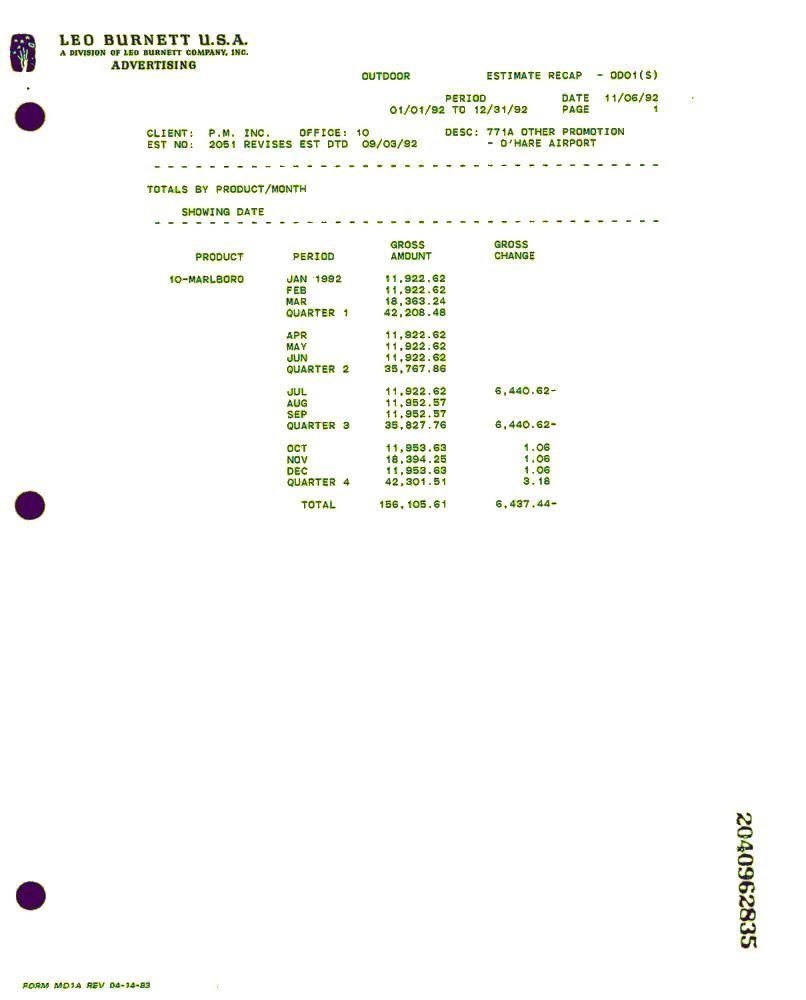 LEO BURNETT U.S.A.
A DIVISION OF LEO BURNETT COMPANY, INC.
ADVERTISING
OUTDOOR ESTIMATE RECAP - ODO1(S)
PERIOD DATE 11/06/92
01/01/92 TO 12/31/92 PAGE 1
CLIENT: P.M. INC. OFFICE: 10 DESC: 771A OTHER PROMOTION
EST NO: 2051 REVISES EST DTD 09/03/92 - O'HARE AIRPORT
TOTALS BY PRODUCT/MONTH
SHOWING DATE
GROSS GROSS
PRODUCT PERIOD AMOUNT CHANGE
10-MARLBORO JAN 1992 11,922.62
FEB 11,922.62
MAR 18,363.24
QUARTER 1 42,208.48
APR 11,922.62
MAY 11,922.62
JUN 11,922.62
QUARTER 2 35,767.86
JUL 11,922.62 6,440.62-
AUG 11,952.57
SEP 11,952.57
QUARTER 3 35,827.76 6,440.62-
OCT 11,953.63 1.06
NOV 18,394.25 1.06
DEC 11,953.63 1.06
QUARTER 4 42,301.51 3.18
TOTAL 156,105.61 6,437.44-
2040962835
FORM MD1A REV 04-14-83